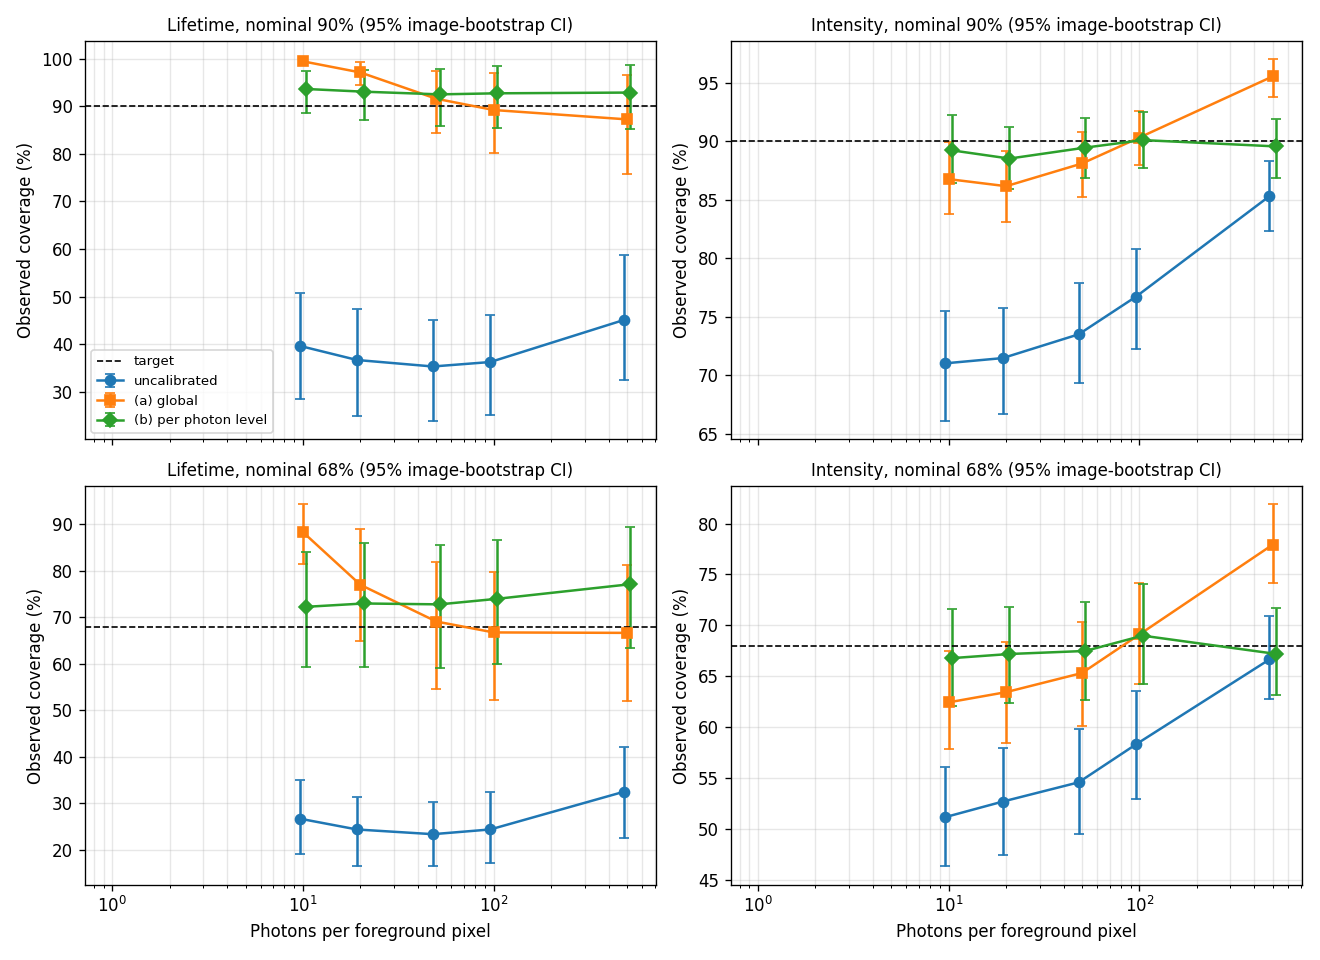 Lifetime, nominal 90% (95% image-bootstrap CI)
Observed coverage (%)
100
90
80
70
60
50
40
30
target
uncalibrated
(a) global
(b) per photon level
Intensity, nominal 90% (95% image-bootstrap CI)
Observed coverage (%)
95
90
85
80
75
70
65
Lifetime, nominal 68% (95% image-bootstrap CI)
Observed coverage (%)
90
80
70
60
50
40
30
20
10⁰
10¹
10²
Photons per foreground pixel
Intensity, nominal 68% (95% image-bootstrap CI)
Observed coverage (%)
80
75
70
65
60
55
50
45
10⁰
10¹
10²
Photons per foreground pixel